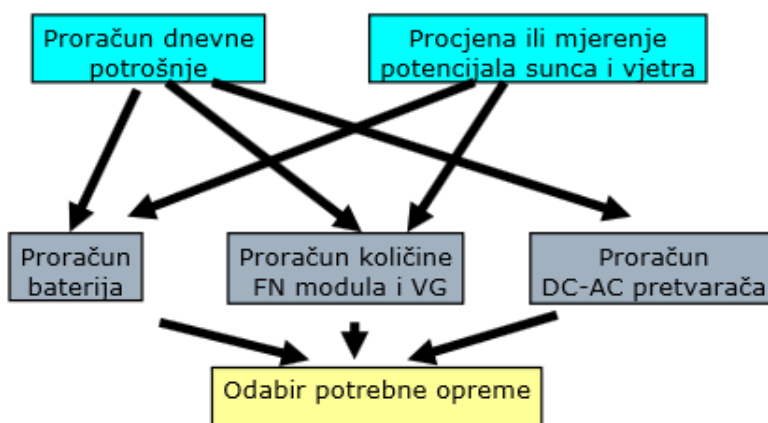 Proračun dnevne
potrošnje
Procjena ili mjerenje
potencijala sunca i vjetra
Proračun
baterija
Proračun količine
FN modula i VG
Proračun
DC-AC pretvarača
Odabir potrebne opreme